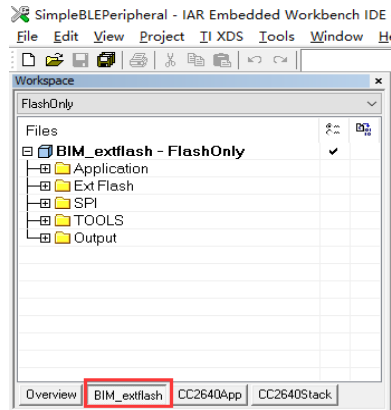 SimpleBLEPeripheral - IAR Embedded Workbench IDE
File Edit View Project TI XDS Tools Window
Workspace
FlashOnly
Files
BIM_extflash - FlashOnly
Application
Ext Flash
SPI
TOOLS
Output
Overview BIM_extflash CC2640App CC2640Stack